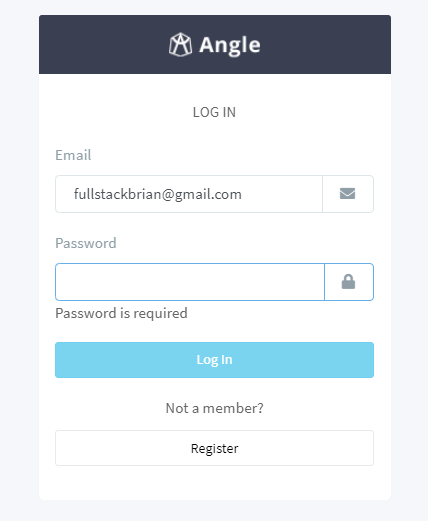 Angle
LOG IN
Email
fullstackbrian@gmail.com
Password
Password is required
Log In
Not a member?
Register